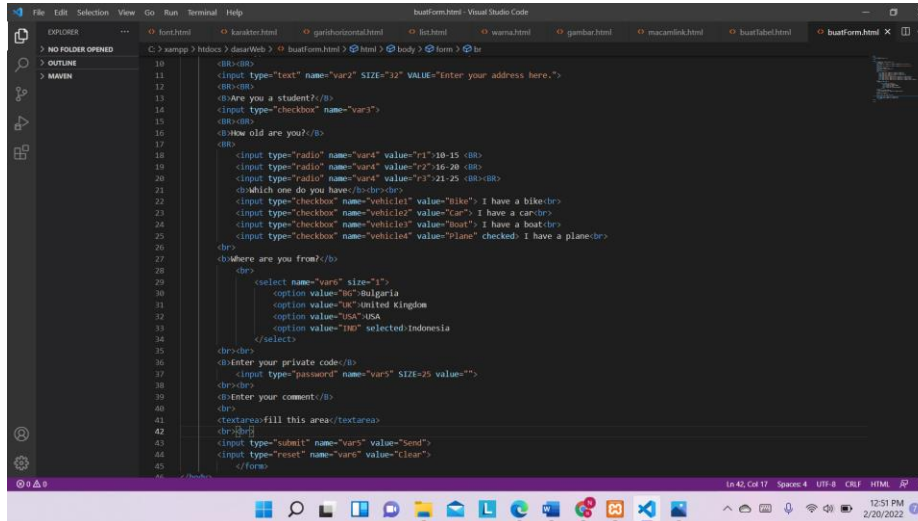 File Edit Selection View Go Run Terminal Help
buatForm.html - Visual Studio Code
EXPLORER
font.html karakter.html garishorizontal.html list.html warna.html gambar.html macamlink.html buatTabel.html buatForm.html
NO FOLDER OPENED
C: > xampp > htdocs > dasarWeb > buatForm.html > html > body > form > br
OUTLINE
MAVEN
10 <BR><BR>
11 <input type="text" name="var2" SIZE="32" VALUE="Enter your address here.">
12 <BR><BR>
13 <B>Are you a student?</B>
14 <input type="checkbox" name="var3">
15 <BR><BR>
16 <B>How old are you?</B>
17 <BR>
18 <input type="radio" name="var4" value="r1">10-15 <BR>
19 <input type="radio" name="var4" value="r2">16-20 <BR>
20 <input type="radio" name="var4" value="r3">21-25 <BR><BR>
21 <b>Which one do you have</b><br><br>
22 <input type="checkbox" name="vehicle1" value="Bike"> I have a bike<br>
23 <input type="checkbox" name="vehicle2" value="Car"> I have a car<br>
24 <input type="checkbox" name="vehicle3" value="Boat"> I have a boat<br>
25 <input type="checkbox" name="vehicle4" value="Plane" checked> I have a plane<br>
26 <br>
27 <b>Where are you from?</b>
28 <br>
29 <select name="var6" size="1">
30 <option value="BG">Bulgaria
31 <option value="UK">United Kingdom
32 <option value="USA">USA
33 <option value="IND" selected>Indonesia
34 </select>
35 <br><br>
36 <B>Enter your private code</B>
37 <input type="password" name="var5" SIZE=25 value="">
38 <br><br>
39 <B>Enter your comment</B>
40 <br>
41 <textarea>fill this area</textarea>
42 <br><br>
43 <input type="submit" name="var5" value="Send">
44 <input type="reset" name="var6" value="Clear">
45 </form>
46 </body>
0 0
Ln 42, Col 17 Spaces: 4 UTF-8 CRLF HTML
12:51 PM
2/20/2022